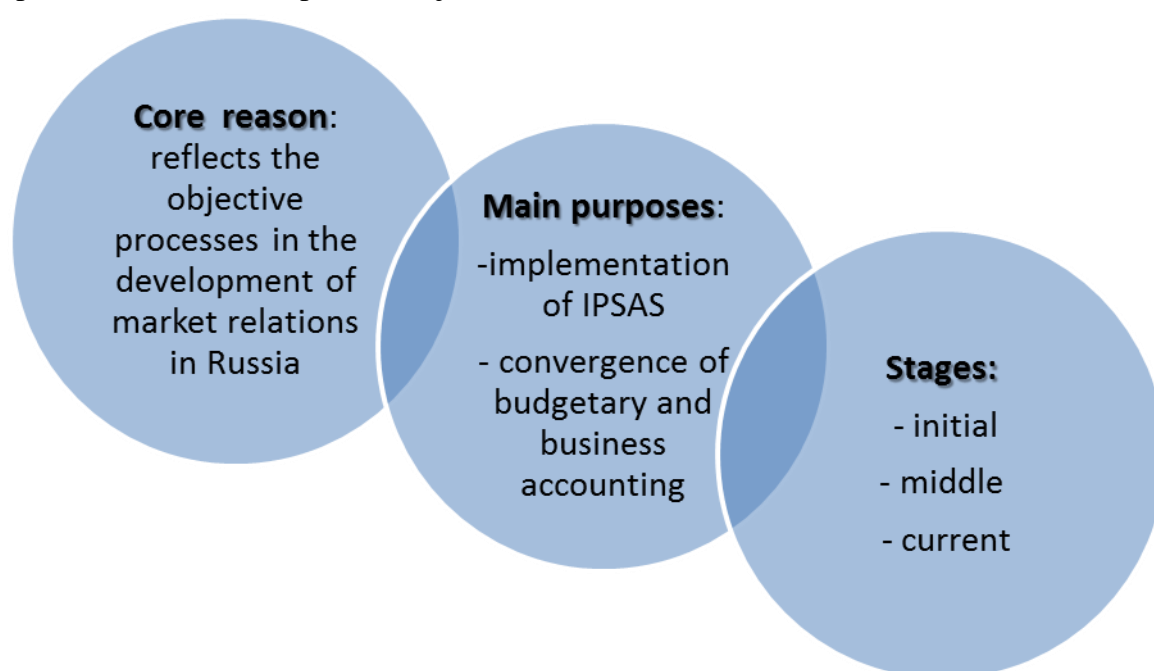 Core reason:
reflects the
objective
processes in the
development of
market relations
in Russia
Main purposes:
-implementation
of IPSAS
- convergence of
budgetary and
business
accounting
Stages:
- initial
- middle
- current